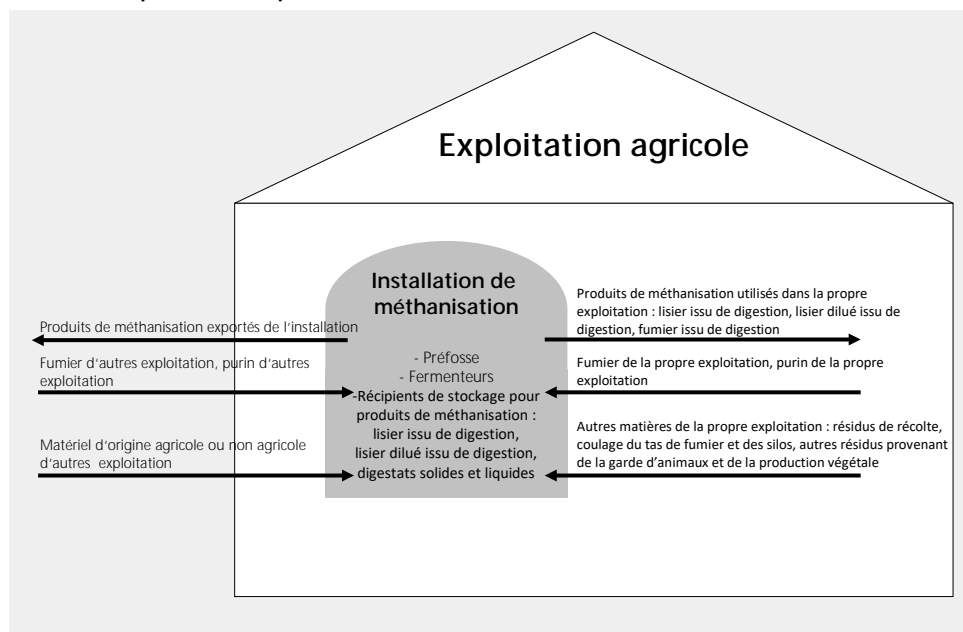 Exploitation agricole
Installation de
méthanisation
- Préfosse
- Fermenteurs
-Récipients de stockage pour
produits de méthanisation :
lisier issu de digestion,
lisier dilué issu de digestion,
digestats solides et liquides
Produits de méthanisation exportés de l'installation
Fumier d'autres exploitation, purin d'autres
exploitation
Matériel d'origine agricole ou non agricole
d'autres exploitation
Produits de méthanisation utilisés dans la propre
exploitation : lisier issu de digestion, lisier dilué issu de
digestion, fumier issu de digestion
Fumier de la propre exploitation, purin de la propre
exploitation
Autres matières de la propre exploitation : résidus de récolte,
coulage du tas de fumier et des silos, autres résidus provenant
de la garde d'animaux et de la production végétale